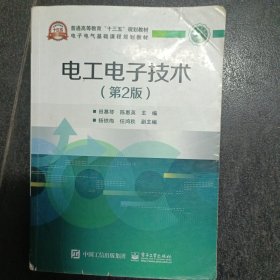 普通高等教育“十三五”规划教材
电子电气基础课程规划教材
电工电子技术
（第2版）
主 编
副主编
中国工信出版集团
电子工业出版社